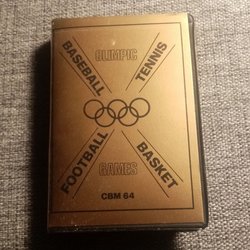 OLIMPIC
BASEBALL
TENNIS
FOOTBALL
BASKET
GAMES
CBM 64